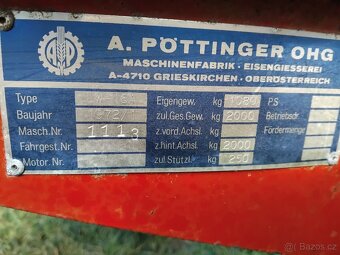 A. PÖTTINGER OHG
MASCHINENFABRIK · EISENGIESSEREI
A-4710 GRIESKIRCHEN · OBERÖSTERREICH
Type Eigengew. kg 1080 PS
Baujahr zul.Ges.Gew. kg 2000 Betriebsdr.
Masch.Nr. 1113 z.vord.Achsl. kg Fördermenge
Fahrgest.Nr. z.hint.Achsl. kg 2000
Motor.Nr. zul.Stützl. kg 250
bazos.cz